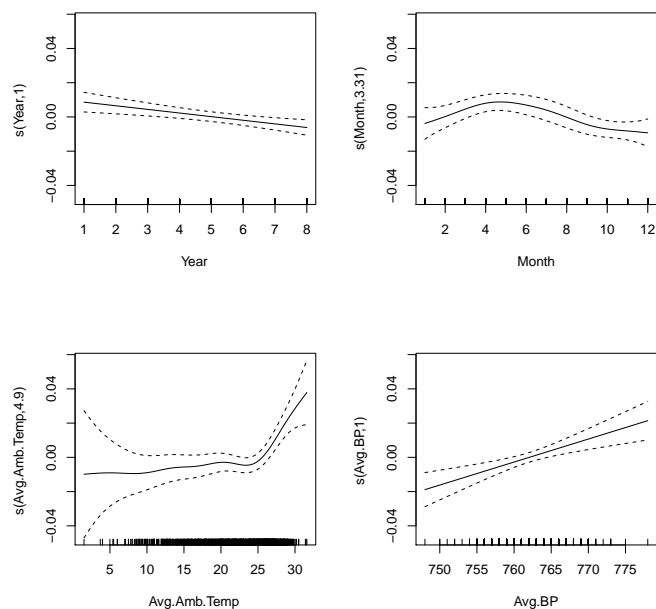 s(Year,1)
0.04
0.00
−0.04
1 2 3 4 5 6 7 8
Year
s(Month,3.31)
0.04
0.00
−0.04
2 4 6 8 10 12
Month
s(Avg.Amb.Temp,4.9)
0.04
0.00
−0.04
5 10 15 20 25 30
Avg.Amb.Temp
s(Avg.BP,1)
0.04
0.00
−0.04
750 755 760 765 770 775
Avg.BP